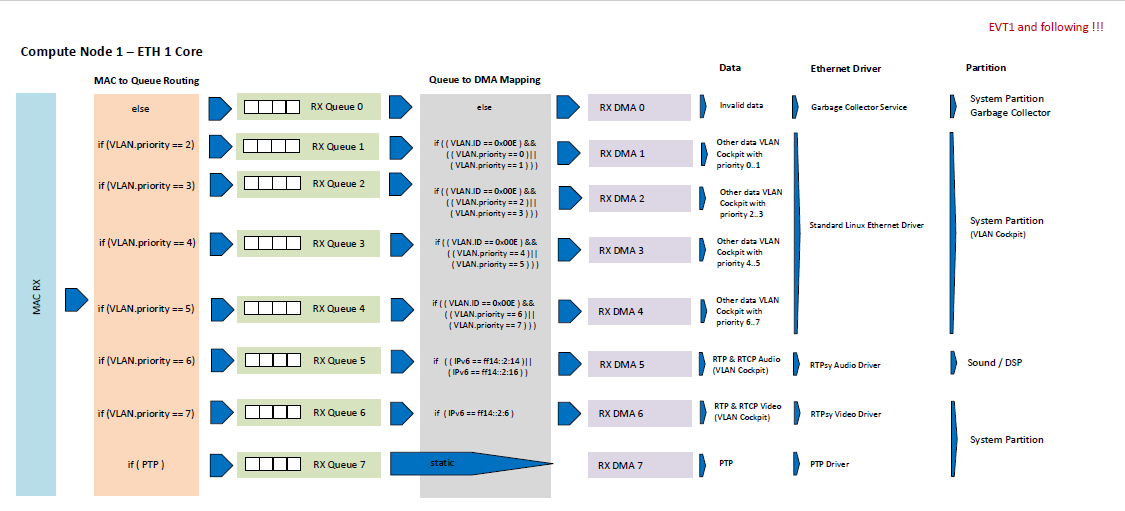 EVT1 and following !!!
Compute Node 1 – ETH 1 Core
MAC to Queue Routing
Queue to DMA Mapping
Data
Ethernet Driver
Partition
MAC RX
else
RX Queue 0
else
RX DMA 0
Invalid data
Garbage Collector Service
System Partition
Garbage Collector
if (VLAN.priority == 2)
RX Queue 1
if ( ( VLAN.ID == 0x00E ) &&
( ( VLAN.priority == 0 )||
( VLAN.priority == 1 ) ) )
RX DMA 1
Other data VLAN
Cockpit with
priority 0..1
if (VLAN.priority == 3)
RX Queue 2
if ( ( VLAN.ID == 0x00E ) &&
( ( VLAN.priority == 2 )||
( VLAN.priority == 3 ) ) )
RX DMA 2
Other data VLAN
Cockpit with
priority 2..3
Standard Linux Ethernet Driver
System Partition
(VLAN Cockpit)
if (VLAN.priority == 4)
RX Queue 3
if ( ( VLAN.ID == 0x00E ) &&
( ( VLAN.priority == 4 )||
( VLAN.priority == 5 ) ) )
RX DMA 3
Other data VLAN
Cockpit with
priority 4..5
if (VLAN.priority == 5)
RX Queue 4
if ( ( VLAN.ID == 0x00E ) &&
( ( VLAN.priority == 6 )||
( VLAN.priority == 7 ) ) )
RX DMA 4
Other data VLAN
Cockpit with
priority 6..7
if (VLAN.priority == 6)
RX Queue 5
if ( ( IPv6 == ff14::2:14 )||
( IPv6 == ff14::2:16 ) )
RX DMA 5
RTP & RTCP Audio
(VLAN Cockpit)
RTPsy Audio Driver
Sound / DSP
if (VLAN.priority == 7)
RX Queue 6
if ( IPv6 == ff14::2:6 )
RX DMA 6
RTP & RTCP Video
(VLAN Cockpit)
RTPsy Video Driver
System Partition
if ( PTP )
RX Queue 7
static
RX DMA 7
PTP
PTP Driver